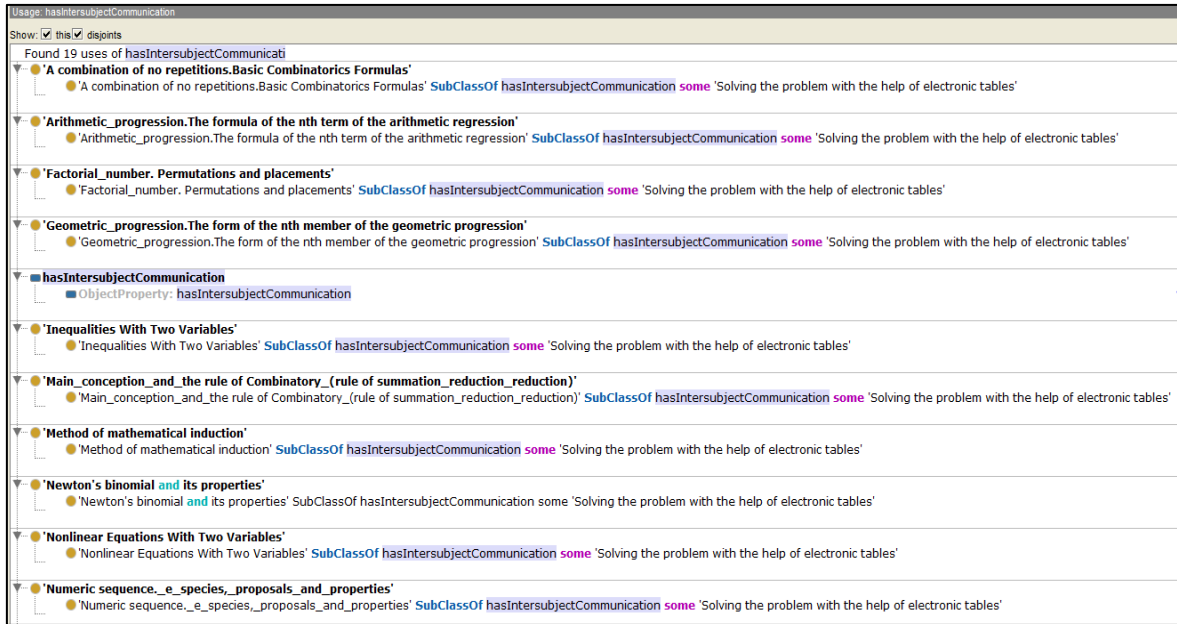 Usage: hasIntersubjectCommunication
Show: this disjoints
Found 19 uses of hasIntersubjectCommunicati
'A combination of no repetitions.Basic Combinatorics Formulas'
'A combination of no repetitions.Basic Combinatorics Formulas' SubClassOf hasIntersubjectCommunication some 'Solving the problem with the help of electronic tables'
'Arithmetic_progression.The formula of the nth term of the arithmetic regression'
'Arithmetic_progression.The formula of the nth term of the arithmetic regression' SubClassOf hasIntersubjectCommunication some 'Solving the problem with the help of electronic tables'
'Factorial_number. Permutations and placements'
'Factorial_number. Permutations and placements' SubClassOf hasIntersubjectCommunication some 'Solving the problem with the help of electronic tables'
'Geometric_progression.The form of the nth member of the geometric progression'
'Geometric_progression.The form of the nth member of the geometric progression' SubClassOf hasIntersubjectCommunication some 'Solving the problem with the help of electronic tables'
hasIntersubjectCommunication
ObjectProperty: hasIntersubjectCommunication
'Inequalities With Two Variables'
'Inequalities With Two Variables' SubClassOf hasIntersubjectCommunication some 'Solving the problem with the help of electronic tables'
'Main_conception_and_the rule of Combinatory_(rule of summation_reduction_reduction)'
'Main_conception_and_the rule of Combinatory_(rule of summation_reduction_reduction)' SubClassOf hasIntersubjectCommunication some 'Solving the problem with the help of electronic tables'
'Method of mathematical induction'
'Method of mathematical induction' SubClassOf hasIntersubjectCommunication some 'Solving the problem with the help of electronic tables'
'Newton's binomial and its properties'
'Newton's binomial and its properties' SubClassOf hasIntersubjectCommunication some 'Solving the problem with the help of electronic tables'
'Nonlinear Equations With Two Variables'
'Nonlinear Equations With Two Variables' SubClassOf hasIntersubjectCommunication some 'Solving the problem with the help of electronic tables'
'Numeric sequence._e_species,_proposals_and_properties'
'Numeric sequence._e_species,_proposals_and_properties' SubClassOf hasIntersubjectCommunication some 'Solving the problem with the help of electronic tables'